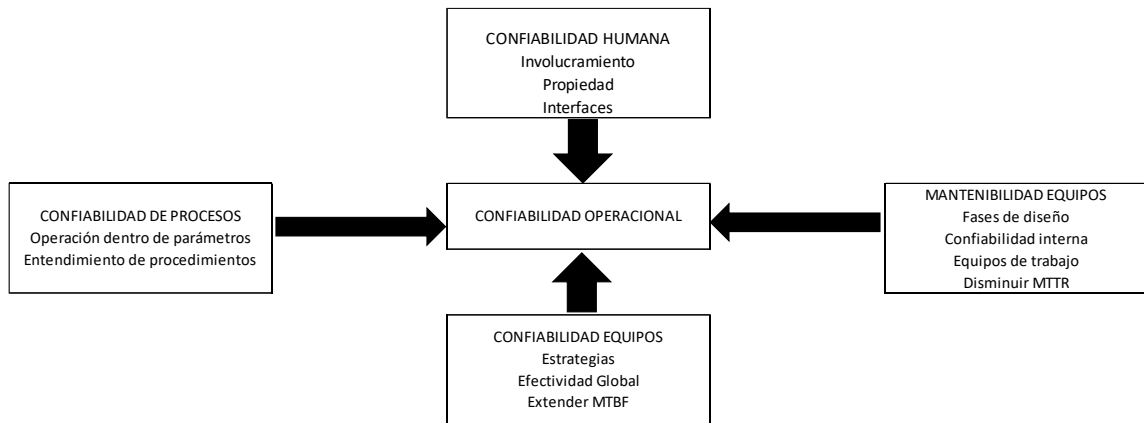 CONFIABILIDAD HUMANA
Involucramiento
Propiedad
Interfaces
CONFIABILIDAD DE PROCESOS
Operación dentro de parámetros
Entendimiento de procedimientos
CONFIABILIDAD OPERACIONAL
MANTENIBILIDAD EQUIPOS
Fases de diseño
Confiabilidad interna
Equipos de trabajo
Disminuir MTTR
CONFIABILIDAD EQUIPOS
Estrategias
Efectividad Global
Extender MTBF